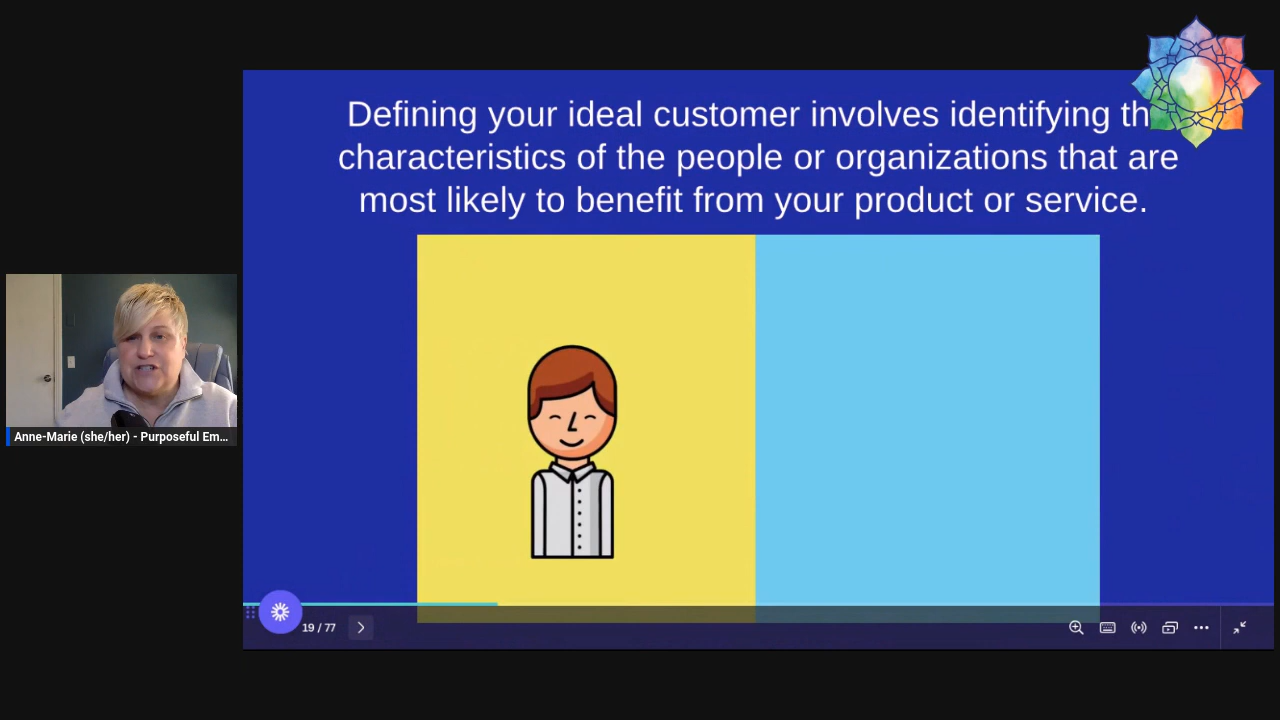 Defining your ideal customer involves identifying th
characteristics of the people or organizations that are
most likely to benefit from your product or service.
Anne-Marie (she/her) - Purposeful Em...
19 / 77